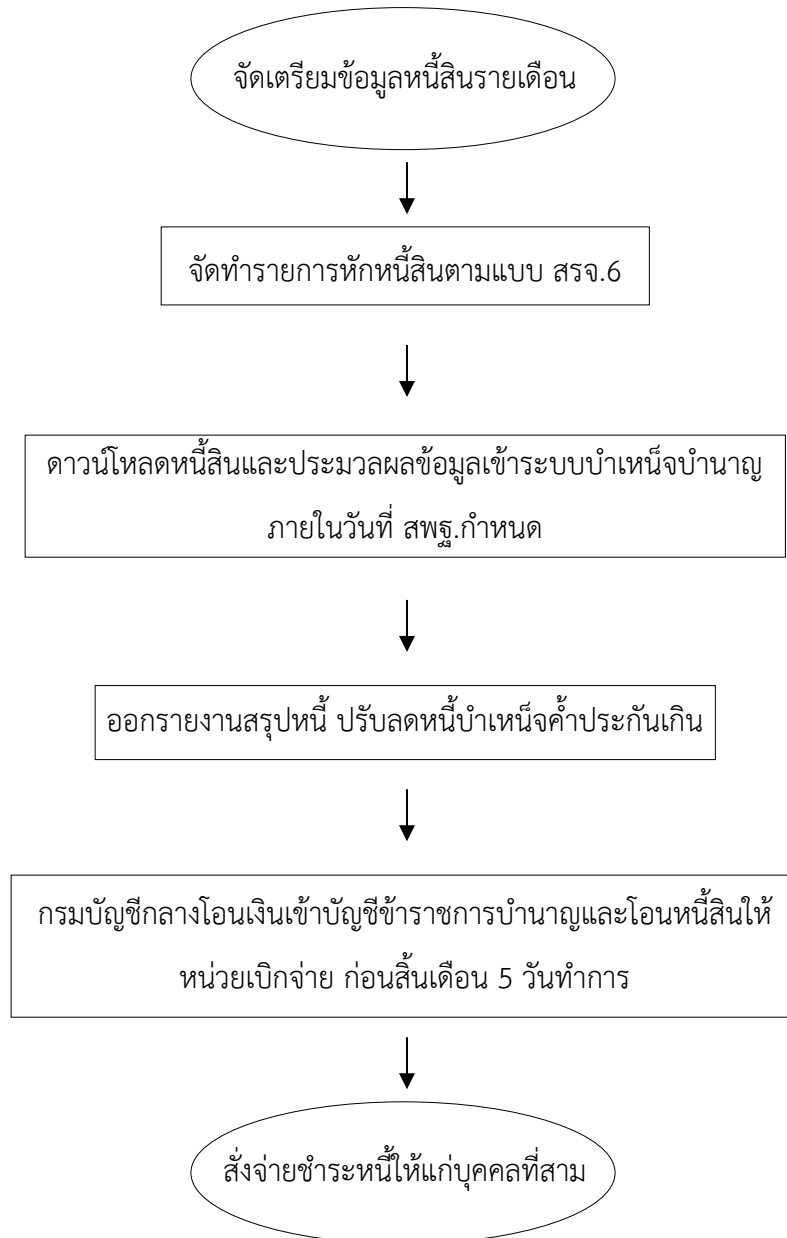 จัดเตรียมข้อมูลหนี้สินรายเดือน
จัดทำรายการหักหนี้สินตามแบบ สรจ.6
ดาวน์โหลดหนี้สินและประมวลผลข้อมูลเข้าระบบบำเหน็จบำนาญ
ภายในวันที่ สพฐ.กำหนด
ออกรายงานสรุปหนี้ ปรับลดหนี้บำเหน็จค้ำประกันเกิน
กรมบัญชีกลางโอนเงินเข้าบัญชีข้าราชการบำนาญและโอนหนี้สินให้
หน่วยเบิกจ่าย ก่อนสิ้นเดือน 5 วันทำการ
สั่งจ่ายชำระหนี้ให้แก่บุคคลที่สาม